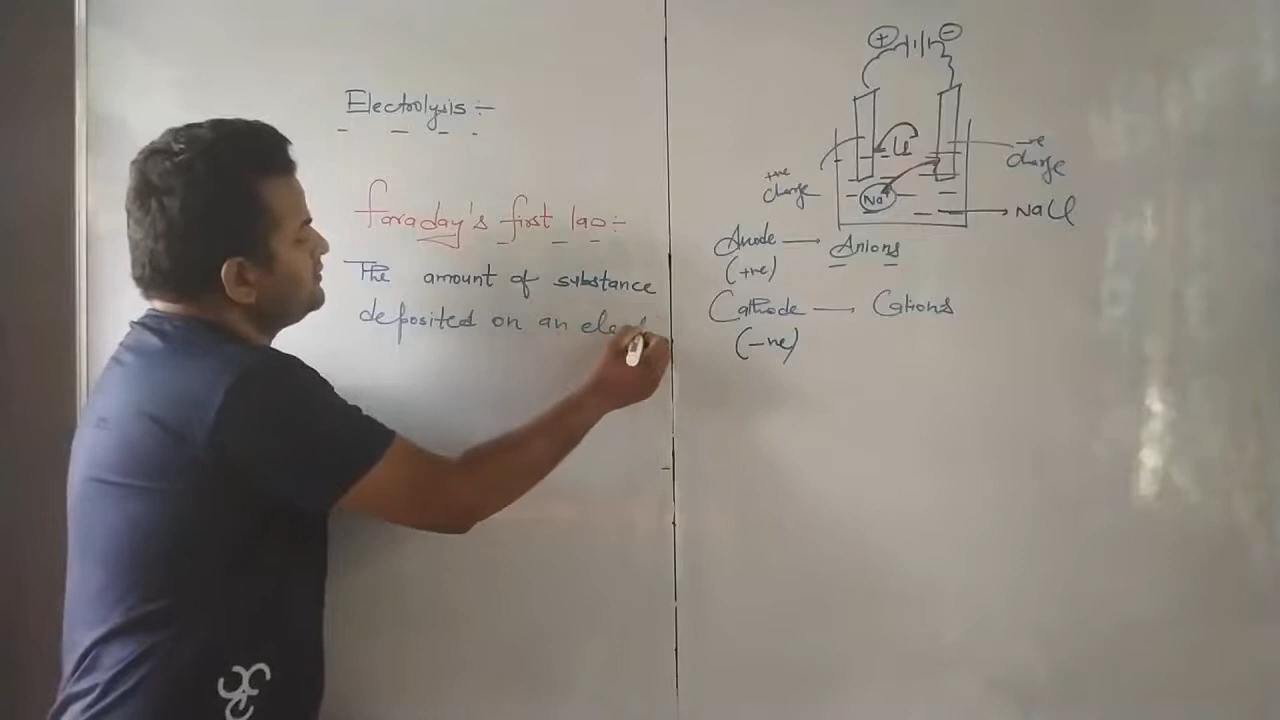 Electrolysis :-
Faraday's first law :-
The amount of substance
deposited on an elect
+ -
Cl
-ve
charge
+ve
charge
Na+
NaCl
Anode → Anions
(+ve)
Cathode → Cations
(-ve)